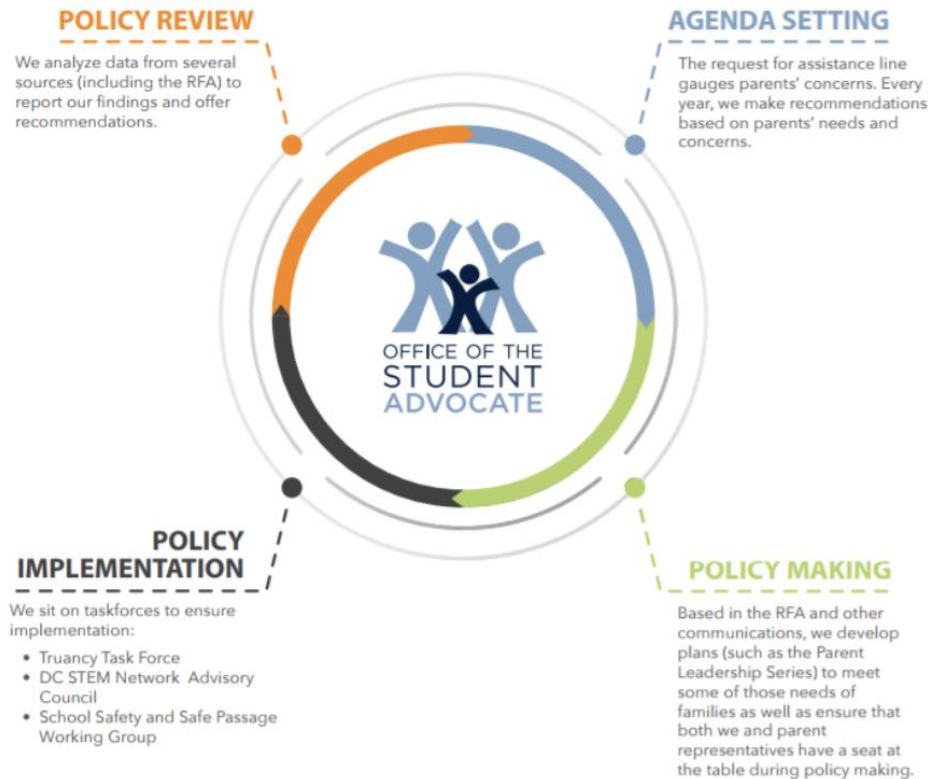 POLICY REVIEW
We analyze data from several
sources (including the RFA) to
report our findings and offer
recommendations.
AGENDA SETTING
The request for assistance line
gauges parents' concerns. Every
year, we make recommendations
based on parents' needs and
concerns.
OFFICE OF THE
STUDENT
ADVOCATE
POLICY
IMPLEMENTATION
We sit on taskforces to ensure
implementation:
• Truancy Task Force
• DC STEM Network Advisory
Council
• School Safety and Safe Passage
Working Group
POLICY MAKING
Based in the RFA and other
communications, we develop
plans (such as the Parent
Leadership Series) to meet
some of those needs of
families as well as ensure that
both we and parent
representatives have a seat at
the table during policy making.